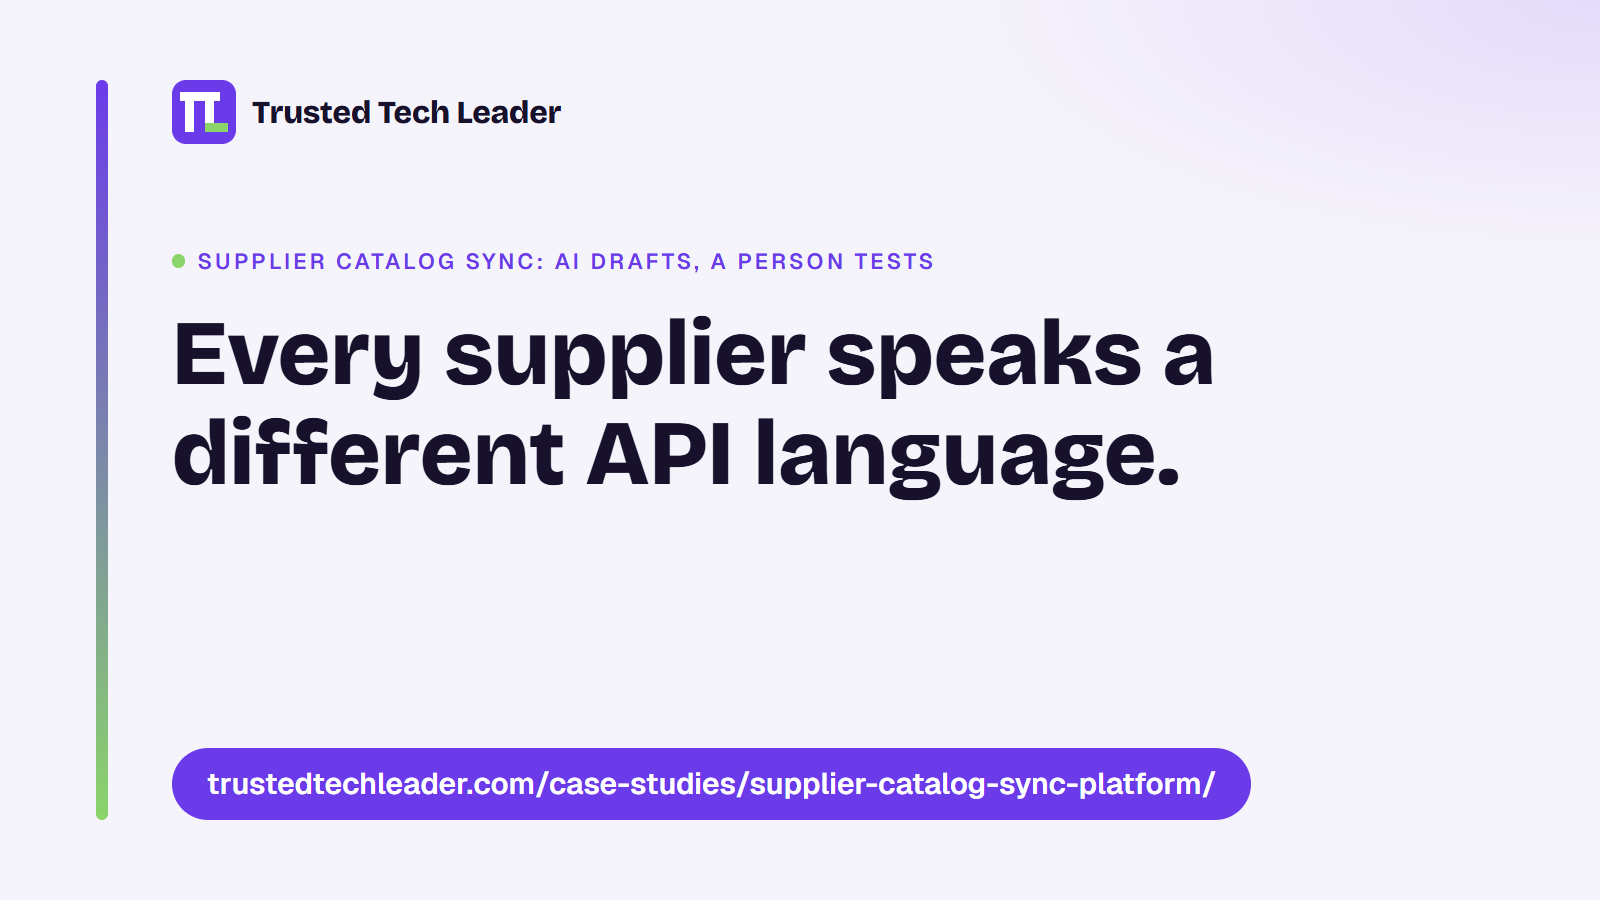 TL
Trusted Tech Leader
SUPPLIER CATALOG SYNC: AI DRAFTS, A PERSON TESTS
Every supplier speaks a
different API language.
trustedtechleader.com/case-studies/supplier-catalog-sync-platform/